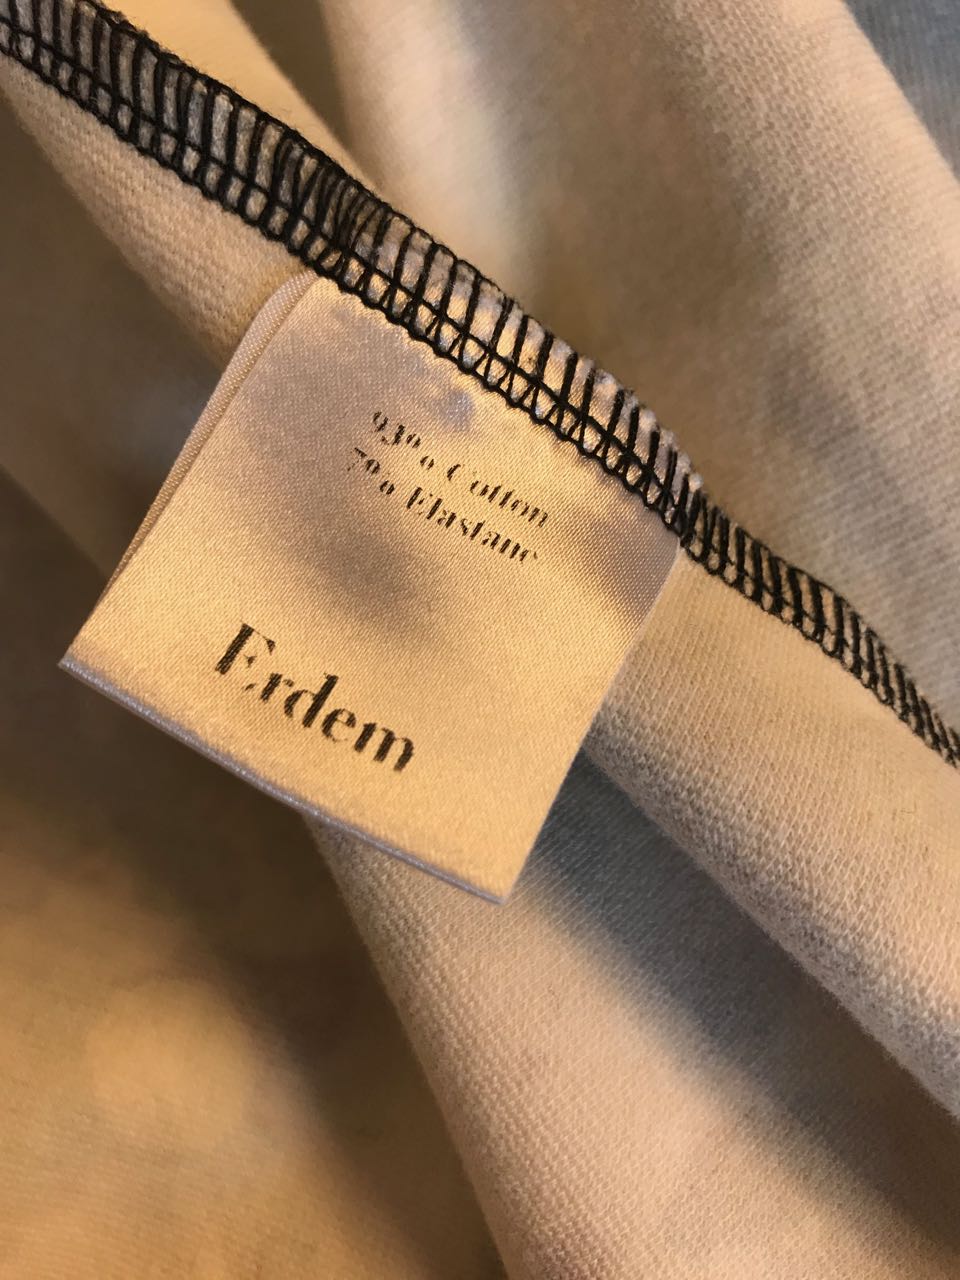 93% Cotton
7% Elastane
Erdem